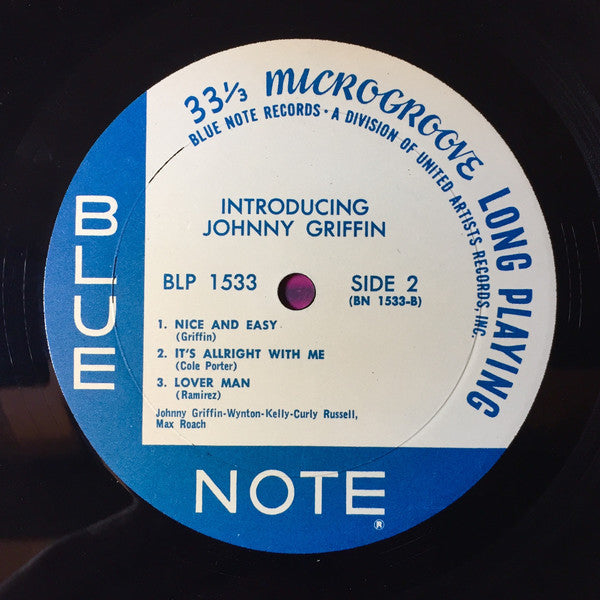 33⅓ MICROGROOVE LONG PLAYING
BLUE NOTE RECORDS • A DIVISION OF UNITED ARTISTS RECORDS, INC.
INTRODUCING
JOHNNY GRIFFIN
BLP 1533
SIDE 2
(BN 1533-B)
1. NICE AND EASY
(Griffin)
2. IT'S ALLRIGHT WITH ME
(Cole Porter)
3. LOVER MAN
(Ramirez)
Johnny Griffin-Wynton-Kelly-Curly Russell,
Max Roach
BLUE
NOTE
®